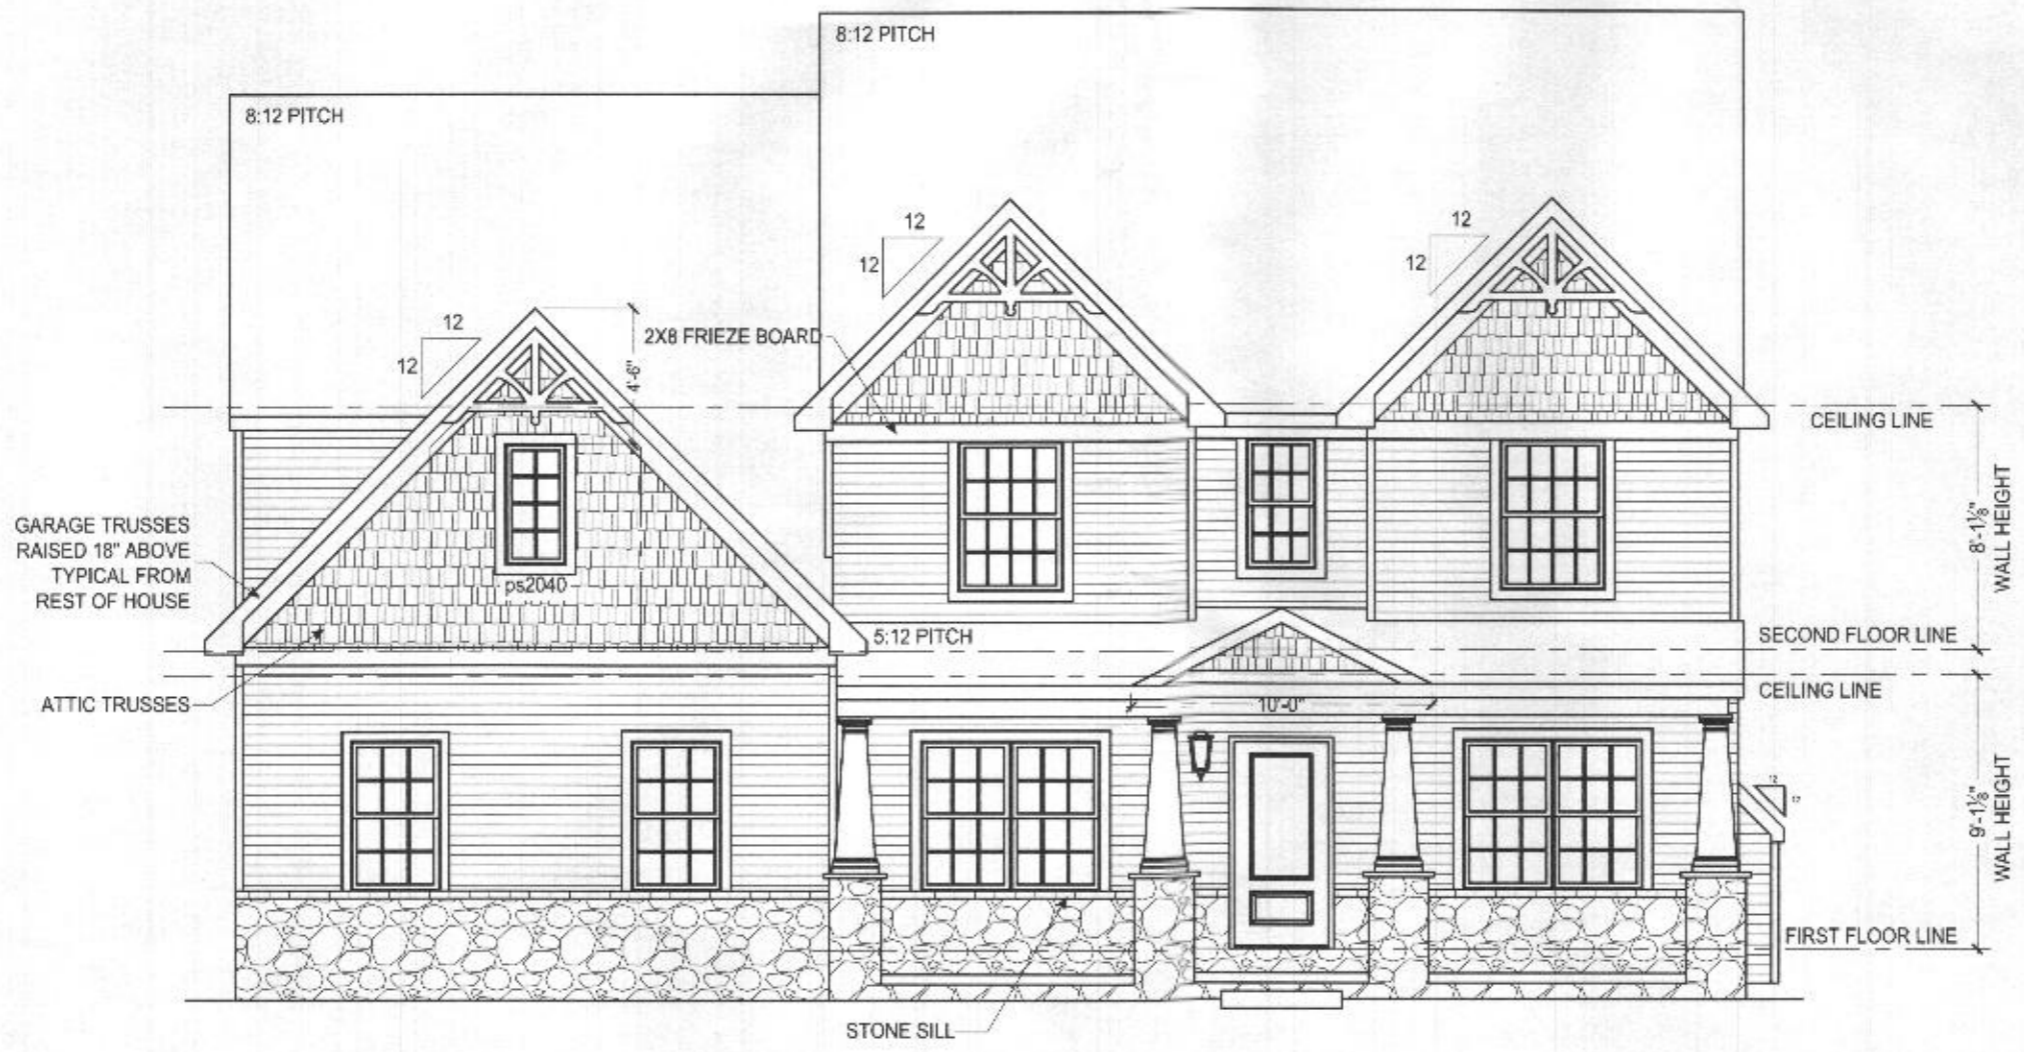 8:12 PITCH
8:12 PITCH
12
12
12
12
12
12
2X8 FRIEZE BOARD
4'-6"
CEILING LINE
8'-1⅛"
WALL HEIGHT
GARAGE TRUSSES
RAISED 18" ABOVE
TYPICAL FROM
REST OF HOUSE
ps2040
5:12 PITCH
SECOND FLOOR LINE
ATTIC TRUSSES
10'-0"
CEILING LINE
12
9'-1⅛"
WALL HEIGHT
FIRST FLOOR LINE
STONE SILL